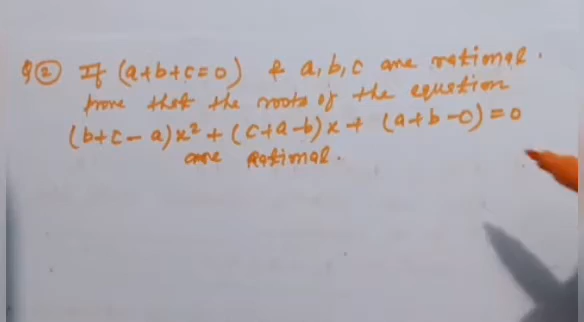 Q② If (a+b+c=0) & a,b,c are rational.
prove that the roots of the equation
(b+c-a)x² + (c+a-b)x + (a+b-c)=0
are rational.